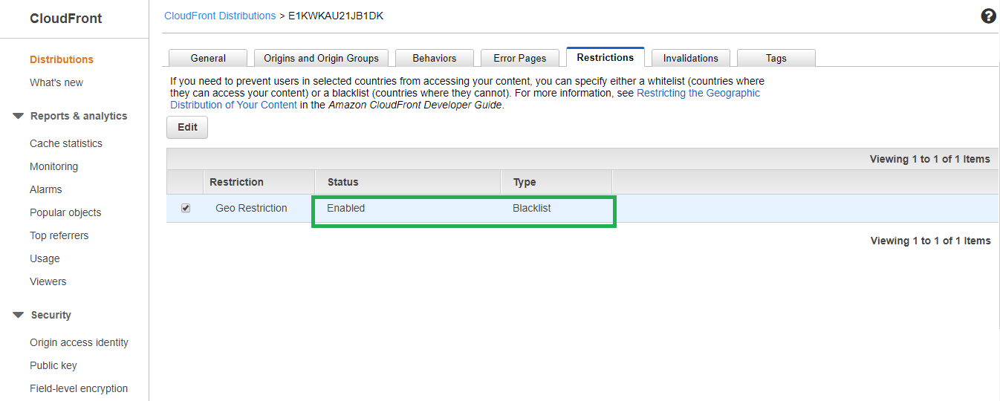 CloudFront
CloudFront Distributions > E1KWKAU21JB1DK
Distributions
What's new
Reports & analytics
Cache statistics
Monitoring
Alarms
Popular objects
Top referrers
Usage
Viewers
Security
Origin access identity
Public key
Field-level encryption
General
Origins and Origin Groups
Behaviors
Error Pages
Restrictions
Invalidations
Tags
If you need to prevent users in selected countries from accessing your content, you can specify either a whitelist (countries where
they can access your content) or a blacklist (countries where they cannot). For more information, see Restricting the Geographic
Distribution of Your Content in the Amazon CloudFront Developer Guide.
Edit
Viewing 1 to 1 of 1 Items
Restriction Status Type
Geo Restriction Enabled Blacklist
Viewing 1 to 1 of 1 Items